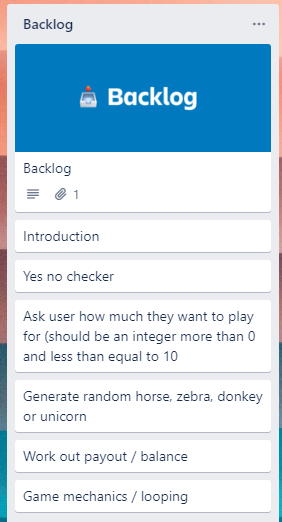 Backlog
Backlog
Backlog
1
Introduction
Yes no checker
Ask user how much they want to play
for (should be an integer more than 0
and less than equal to 10
Generate random horse, zebra, donkey
or unicorn
Work out payout / balance
Game mechanics / looping